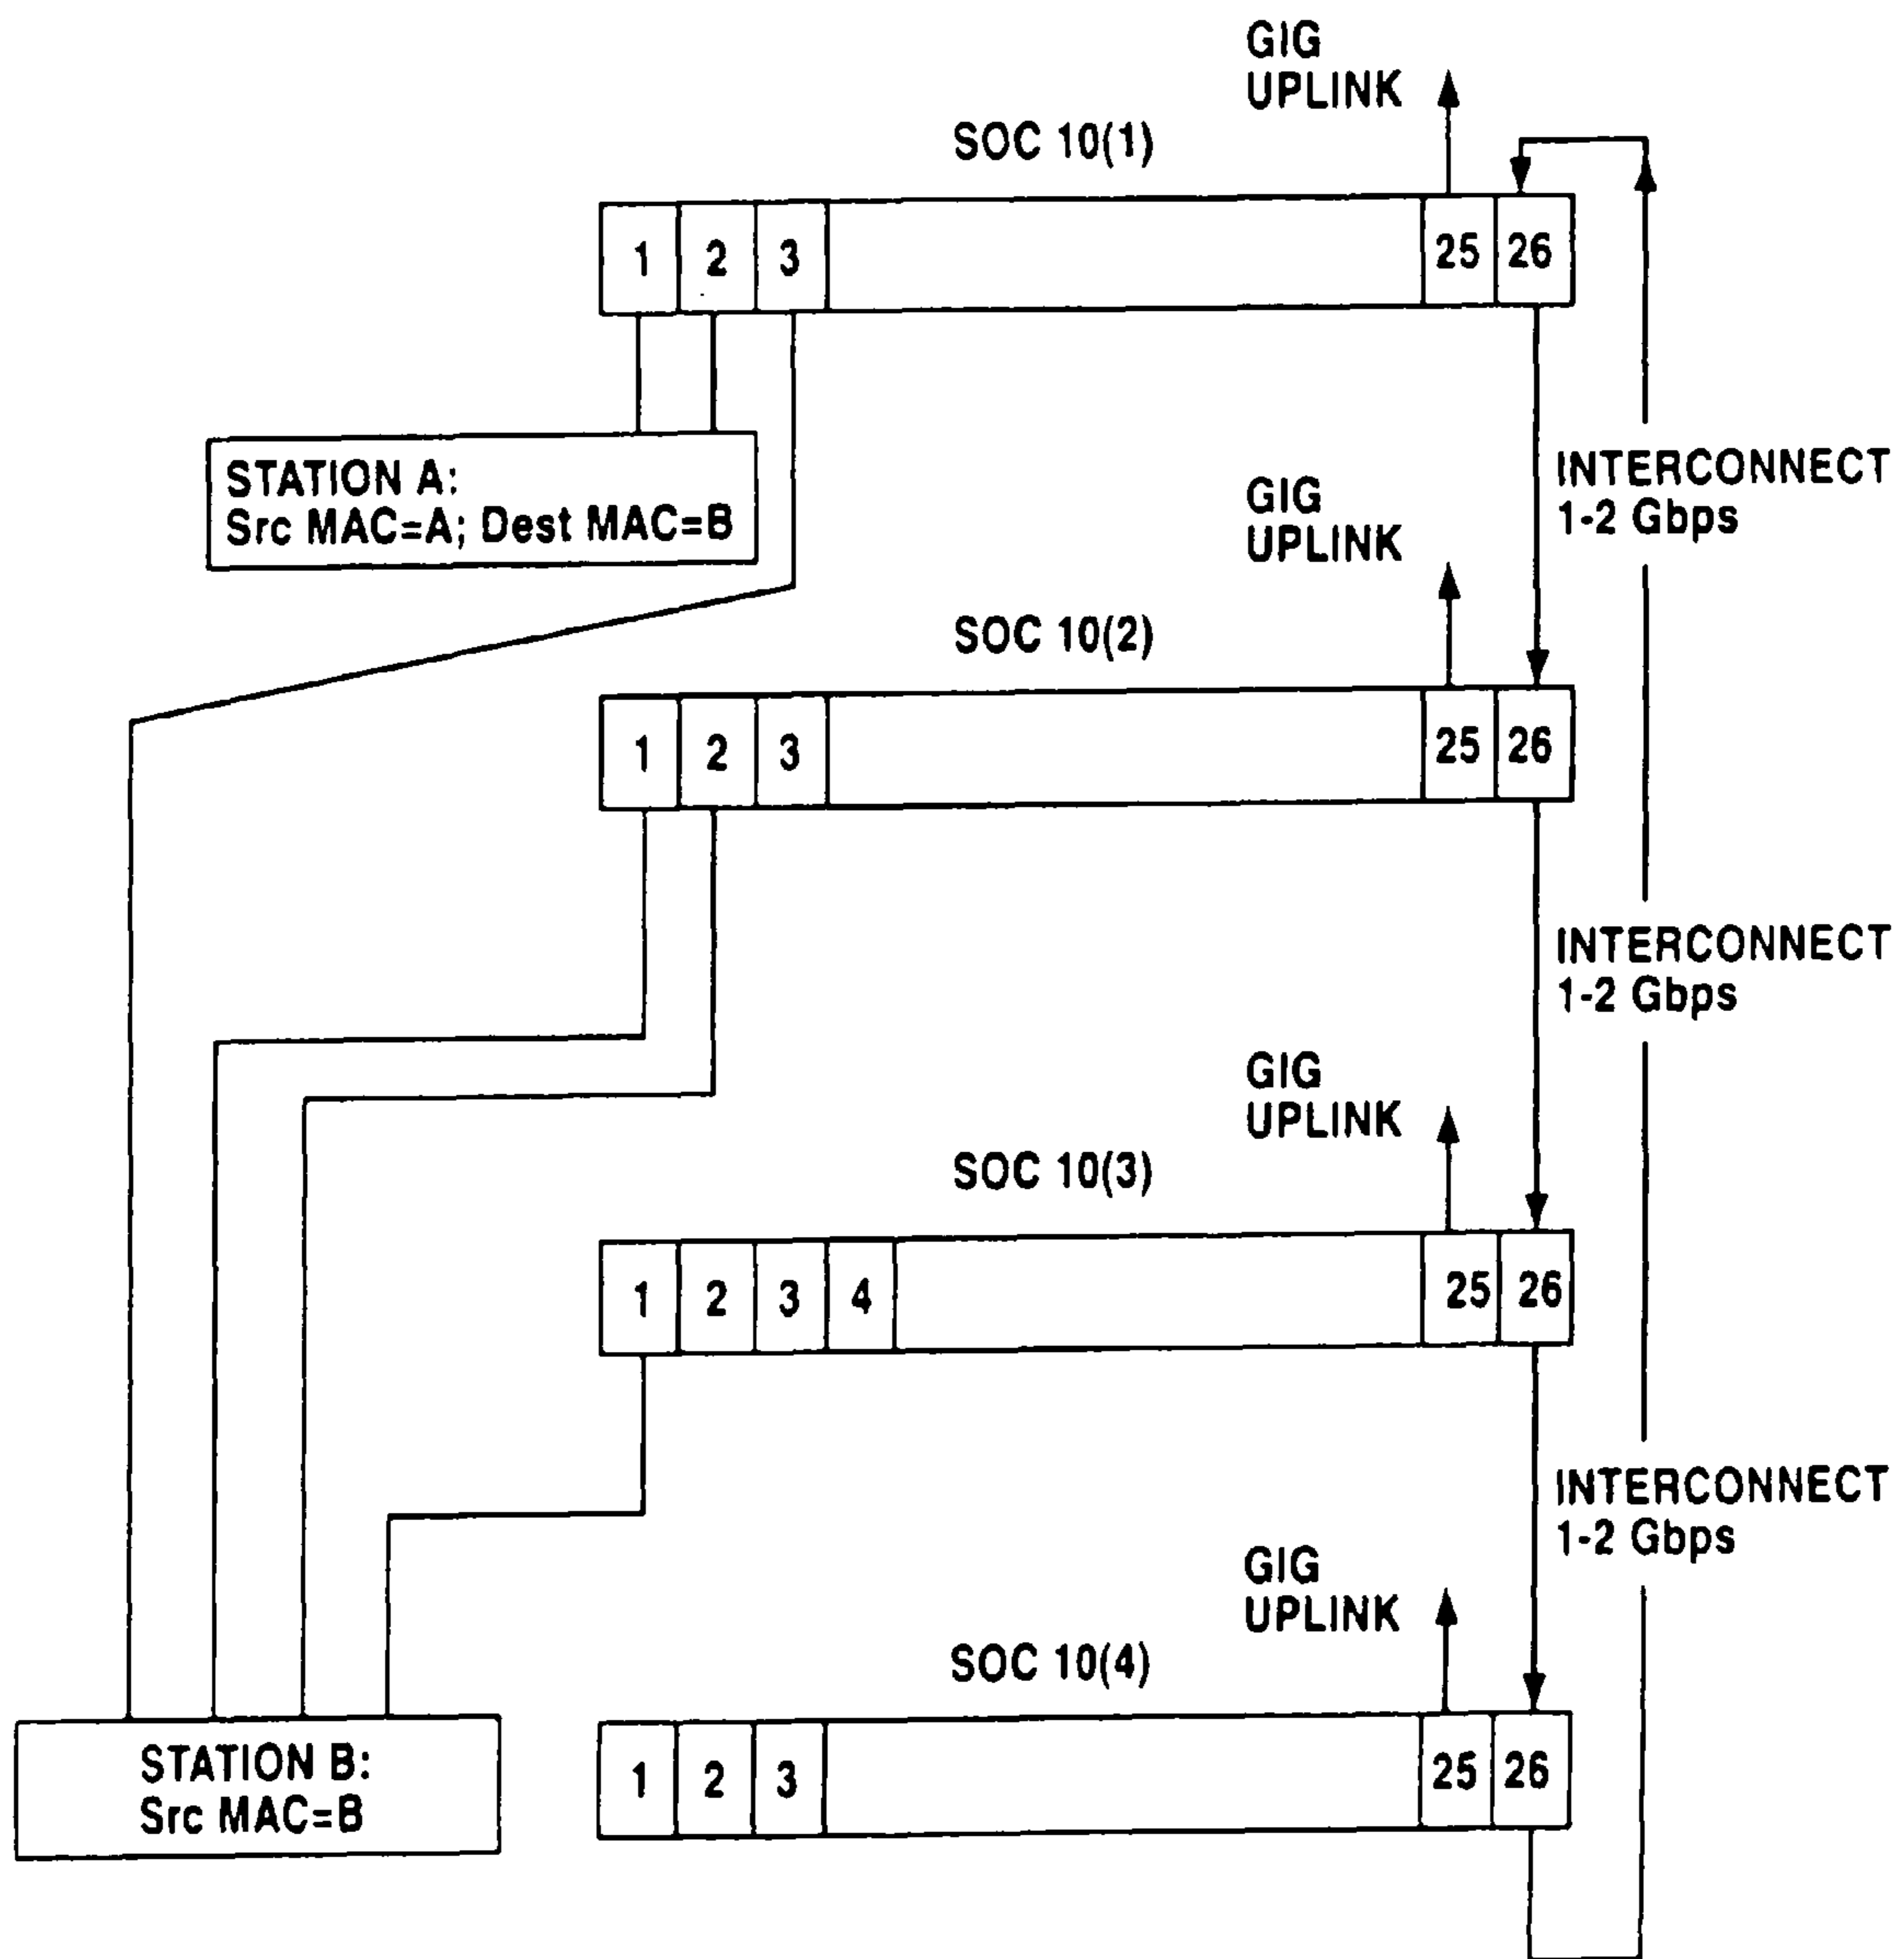 GIG
UPLINK
SOC 10(1)
1 2 3 25 26
STATION A:
Src MAC=A; Dest MAC=B
INTERCONNECT
1-2 Gbps
GIG
UPLINK
SOC 10(2)
1 2 3 25 26
INTERCONNECT
1-2 Gbps
GIG
UPLINK
SOC 10(3)
1 2 3 4 25 26
INTERCONNECT
1-2 Gbps
GIG
UPLINK
SOC 10(4)
STATION B:
Src MAC=B
1 2 3 25 26